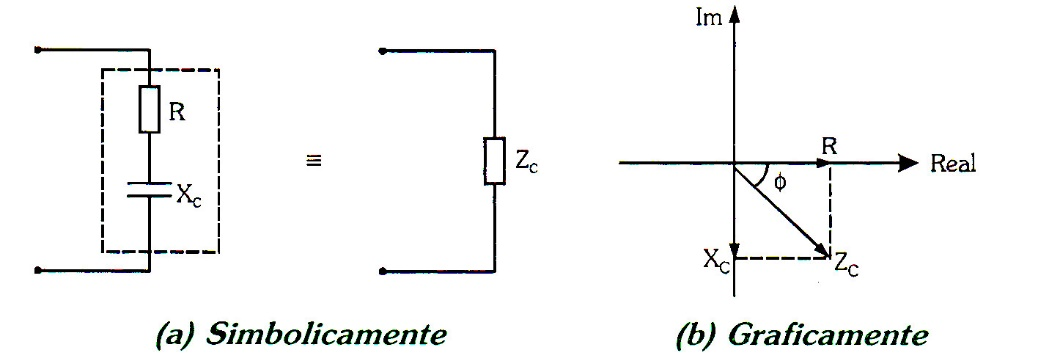 Im
R
R
Real
≡
Z_c
ϕ
X_c
X_C
Z_C
(a) Simbolicamente
(b) Graficamente